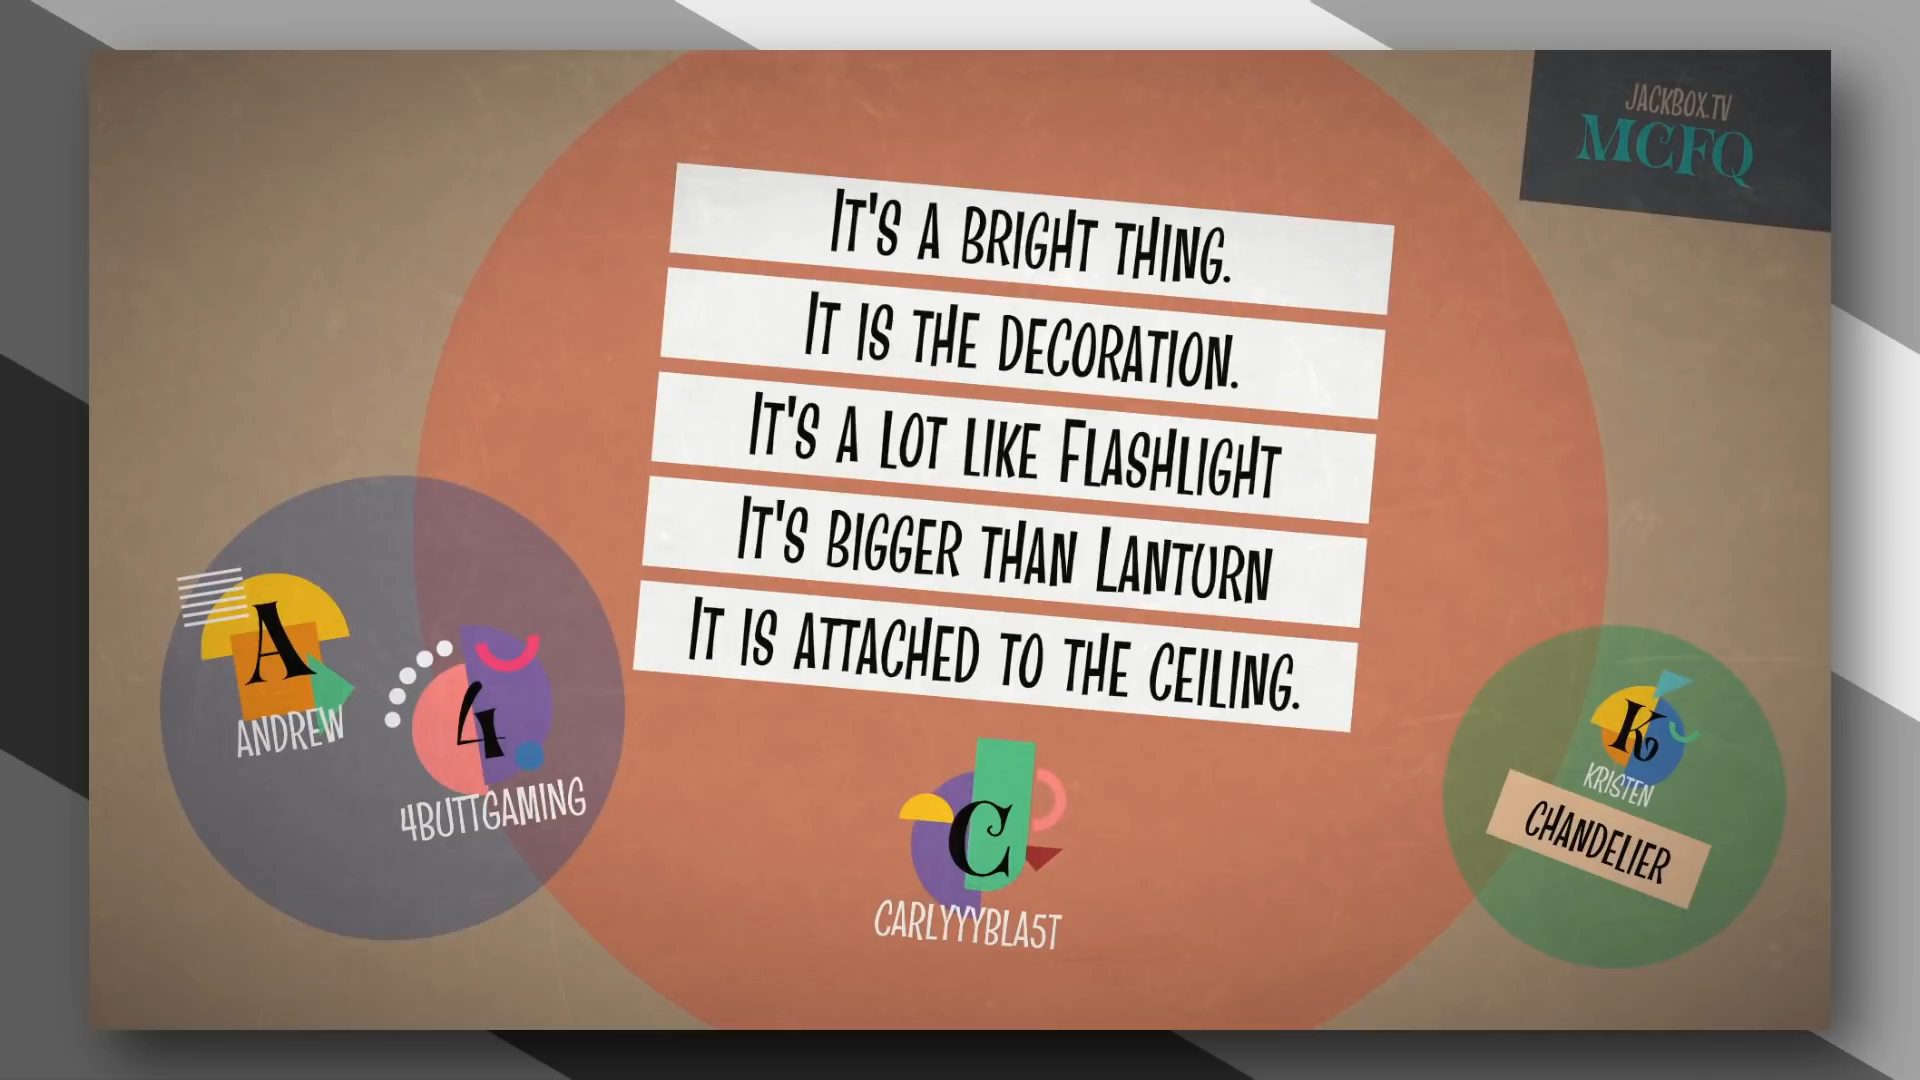 JACKBOX.TV
MCFQ
IT'S A BRIGHT THING.
IT IS THE DECORATION.
IT'S A LOT LIKE FLASHLIGHT
IT'S BIGGER THAN LANTURN
IT IS ATTACHED TO THE CEILING.
A
ANDREW
4
4BUTTGAMING
C
CARLYYYBLA5T
K
KRISTEN
CHANDELIER